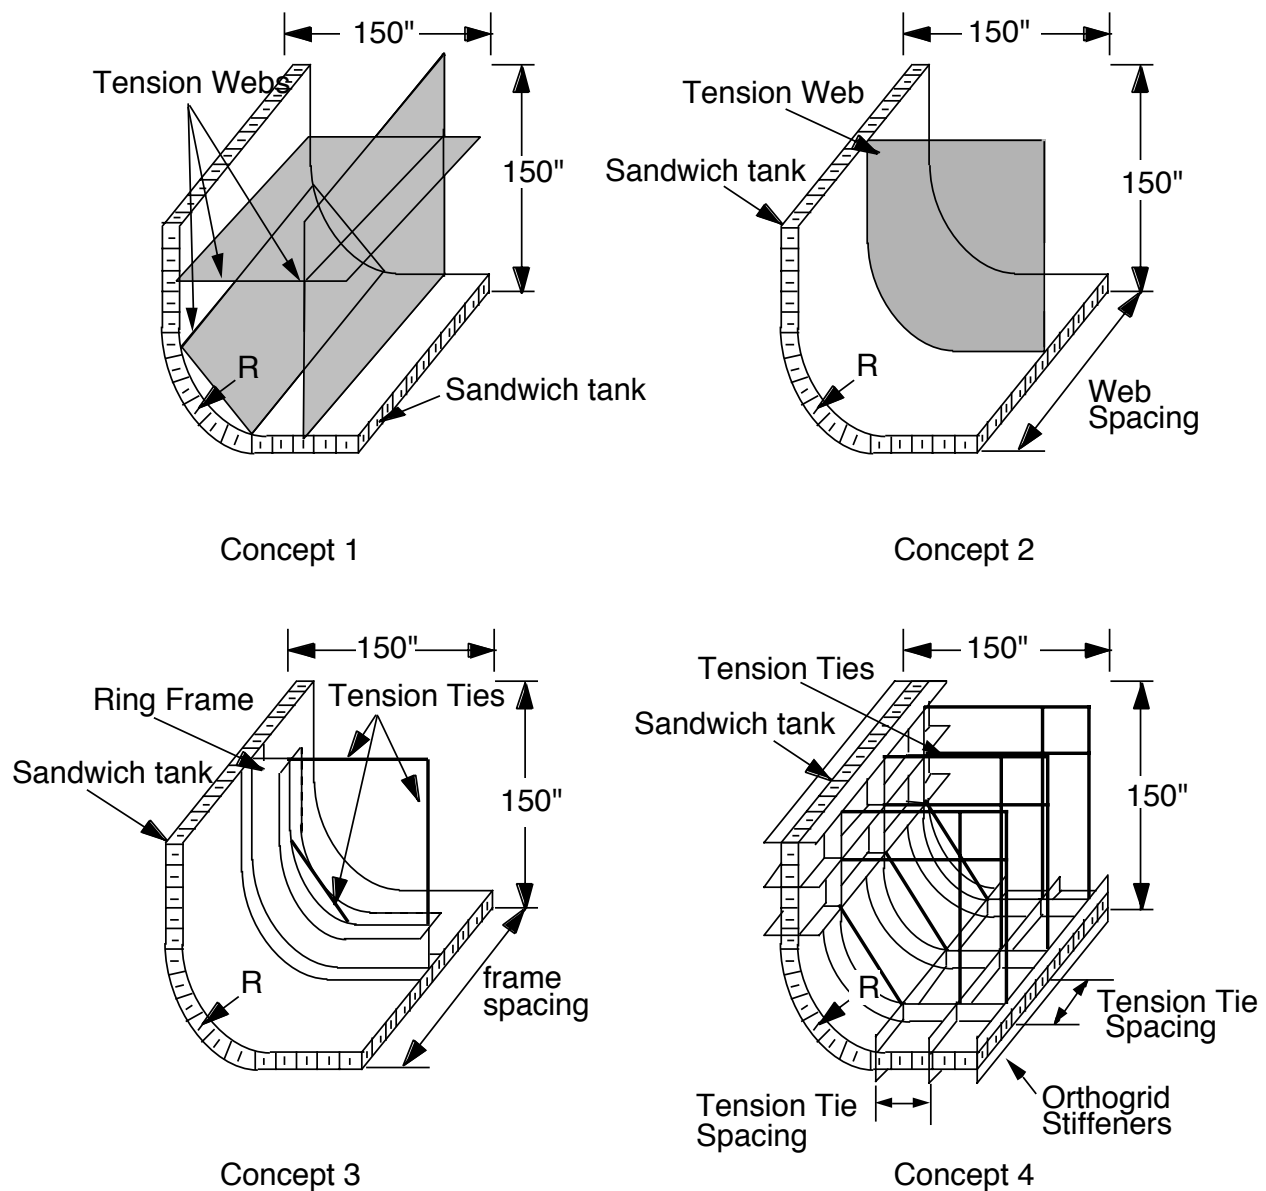 150"
Tension Webs
150"
R
Sandwich tank
Concept 1
150"
Tension Web
Sandwich tank
150"
R
Web
Spacing
Concept 2
150"
Ring Frame
Tension Ties
Sandwich tank
150"
R
frame
spacing
Concept 3
150"
Tension Ties
Sandwich tank
150"
R
Tension Tie
Spacing
Orthogrid
Stiffeners
Tension Tie
Spacing
Concept 4